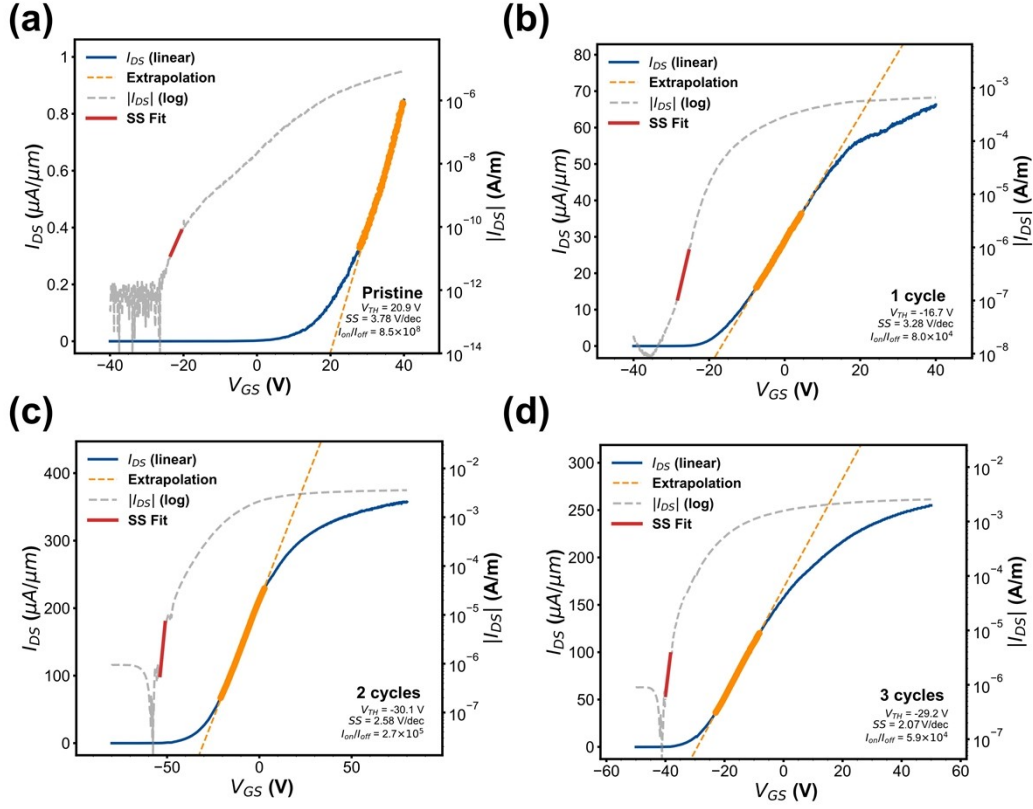 (a)
I_DS (linear)
Extrapolation
|I_DS| (log)
SS Fit
1
0.8
0.6
0.4
0.2
0
I_DS (μA/μm)
10⁻⁶
10⁻⁸
10⁻¹⁰
10⁻¹²
10⁻¹⁴
|I_DS| (A/m)
Pristine
V_TH = 20.9 V
SS = 3.78 V/dec
I_on/I_off = 8.5×10⁸
−40 −20 0 20 40
V_GS (V)
(b)
I_DS (linear)
Extrapolation
|I_DS| (log)
SS Fit
80
70
60
50
40
30
20
10
0
I_DS (μA/μm)
10⁻³
10⁻⁴
10⁻⁵
10⁻⁶
10⁻⁷
10⁻⁸
|I_DS| (A/m)
1 cycle
V_TH = -16.7 V
SS = 3.28 V/dec
I_on/I_off = 8.0×10⁴
−40 −20 0 20 40
V_GS (V)
(c)
I_DS (linear)
Extrapolation
|I_DS| (log)
SS Fit
400
300
200
100
0
I_DS (μA/μm)
10⁻²
10⁻³
10⁻⁴
10⁻⁵
10⁻⁶
10⁻⁷
|I_DS| (A/m)
2 cycles
V_TH = -30.1 V
SS = 2.58 V/dec
I_on/I_off = 2.7×10⁵
−50 0 50
V_GS (V)
(d)
I_DS (linear)
Extrapolation
|I_DS| (log)
SS Fit
300
250
200
150
100
50
0
I_DS (μA/μm)
10⁻²
10⁻³
10⁻⁴
10⁻⁵
10⁻⁶
10⁻⁷
|I_DS| (A/m)
3 cycles
V_TH = -29.2 V
SS = 2.07 V/dec
I_on/I_off = 5.9×10⁴
−60 −40 −20 0 20 40 60
V_GS (V)